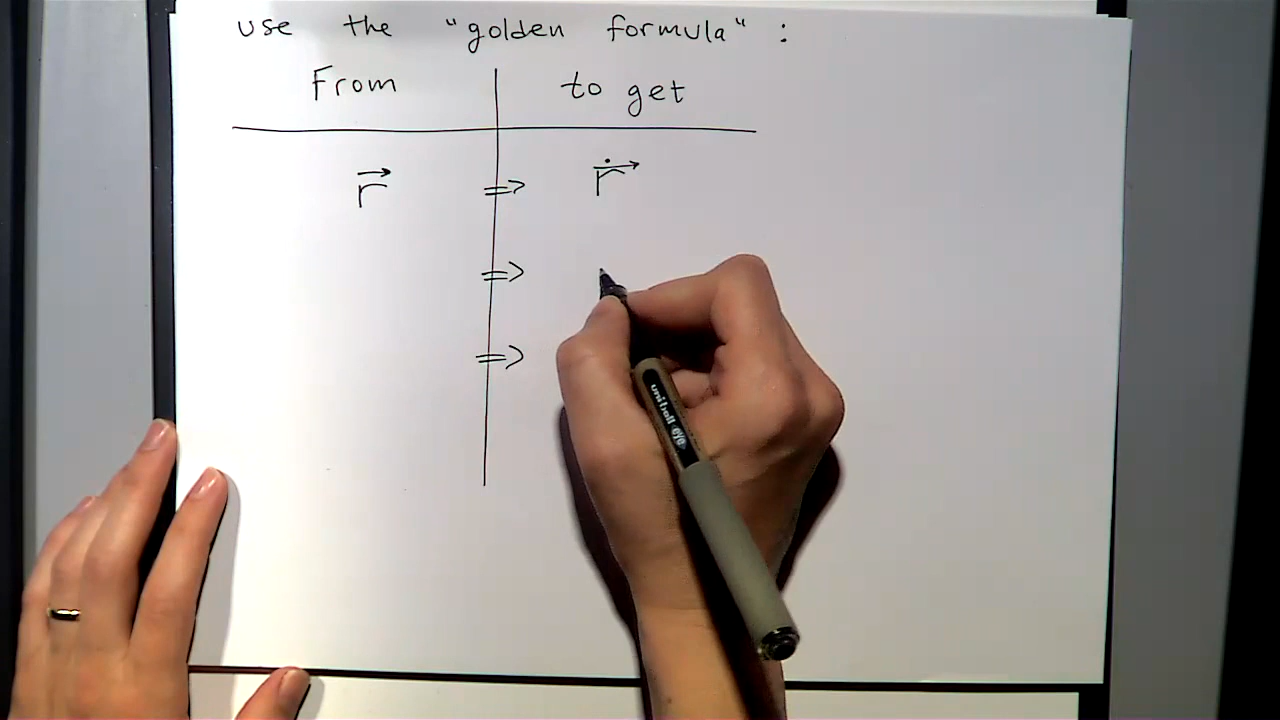 use the "golden formula" :
From to get
r⃗ ⇒ ṙ⃗
⇒
⇒
uni ball eye